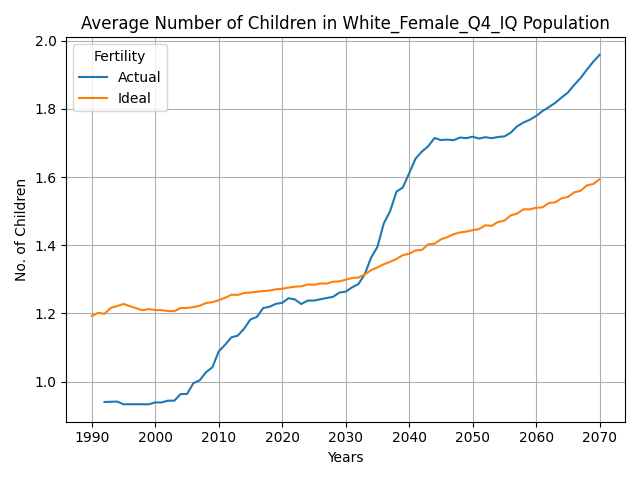 Average Number of Children in White_Female_Q4_IQ Population
No. of Children
2.0
1.8
1.6
1.4
1.2
1.0
Fertility
Actual
Ideal
1990 2000 2010 2020 2030 2040 2050 2060 2070
Years